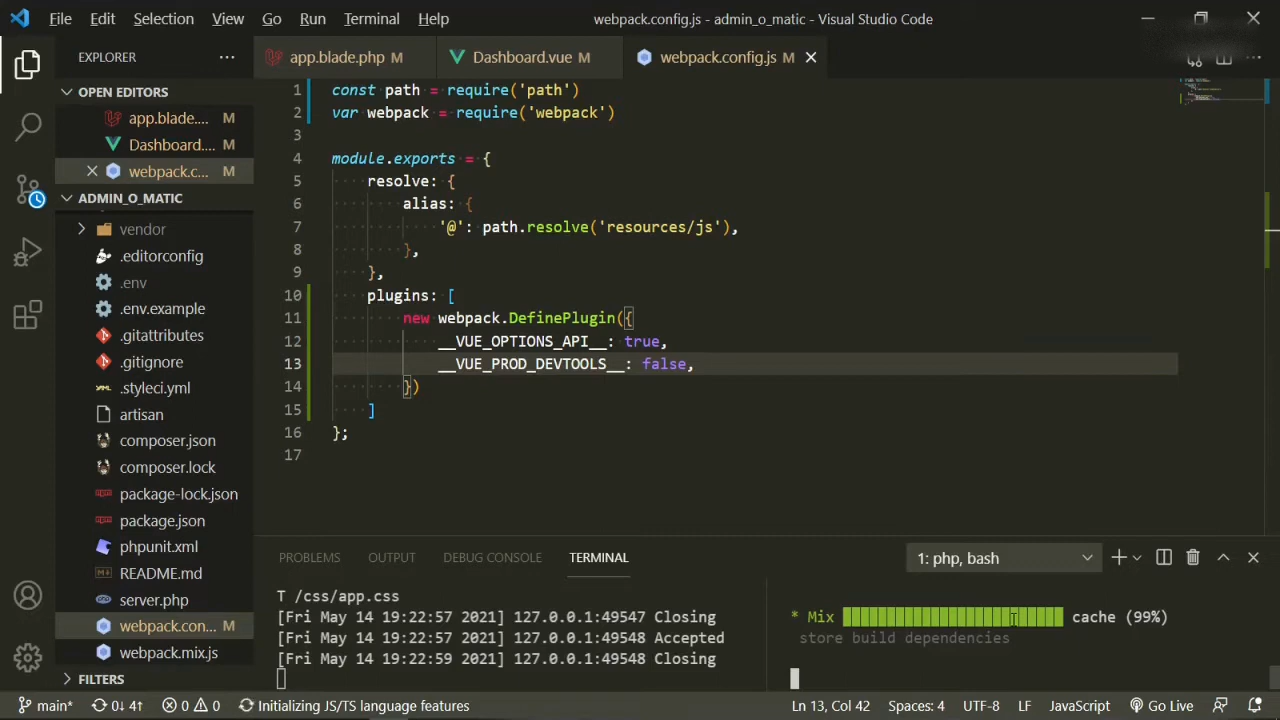 File Edit Selection View Go Run Terminal Help
webpack.config.js - admin_o_matic - Visual Studio Code
EXPLORER
OPEN EDITORS
app.blade.... M
Dashboard.... M
webpack.c... M
ADMIN_O_MATIC
vendor
.editorconfig
.env
.env.example
.gitattributes
.gitignore
.styleci.yml
artisan
composer.json
composer.lock
package-lock.json
package.json
phpunit.xml
README.md
server.php
webpack.con... M
webpack.mix.js
FILTERS
app.blade.php M
Dashboard.vue M
webpack.config.js M
1 const path = require('path')
2 var webpack = require('webpack')
3
4 module.exports = {
5 resolve: {
6 alias: {
7 '@': path.resolve('resources/js'),
8 },
9 },
10 plugins: [
11 new webpack.DefinePlugin({
12 __VUE_OPTIONS_API__: true,
13 __VUE_PROD_DEVTOOLS__: false,
14 })
15 ]
16 };
17
PROBLEMS OUTPUT DEBUG CONSOLE TERMINAL
1: php, bash
T /css/app.css
[Fri May 14 19:22:57 2021] 127.0.0.1:49547 Closing
[Fri May 14 19:22:57 2021] 127.0.0.1:49548 Accepted
[Fri May 14 19:22:59 2021] 127.0.0.1:49548 Closing
* Mix cache (99%)
store build dependencies
main* 0↓ 4↑ 0 0 Initializing JS/TS language features
Ln 13, Col 42 Spaces: 4 UTF-8 LF JavaScript Go Live